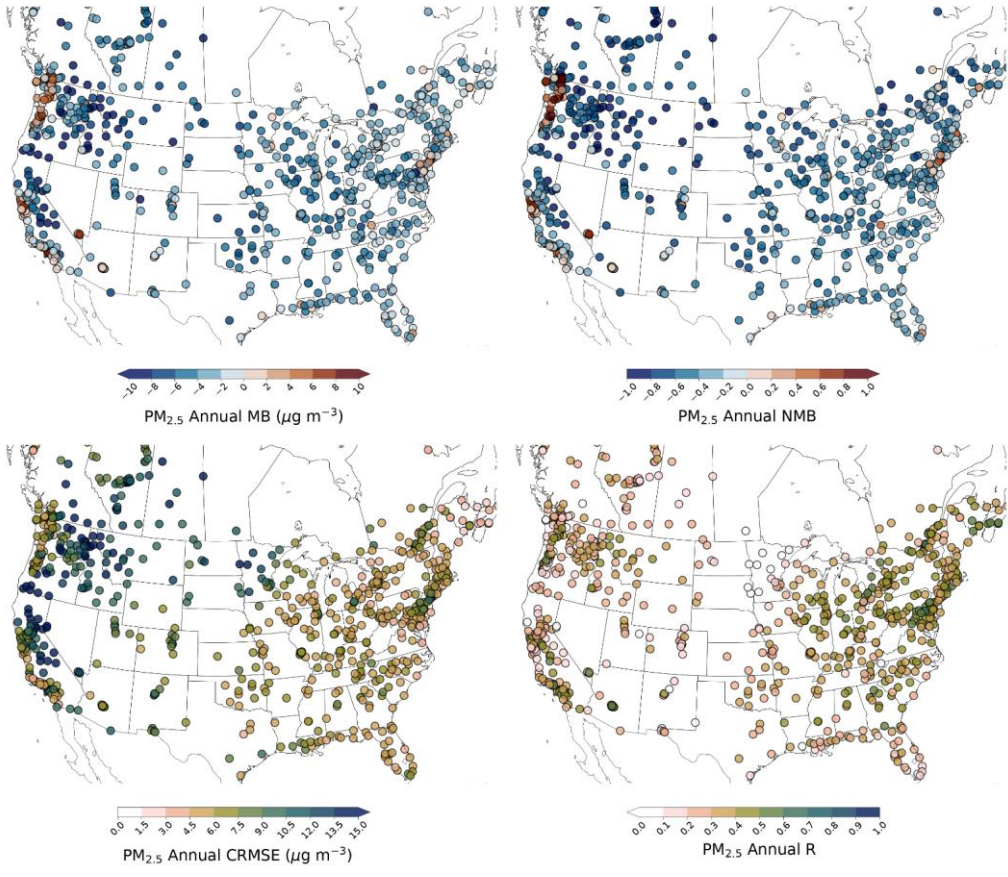 −10 −8 −6 −4 −2 0 2 4 6 8 10
PM2.5 Annual MB (μg m−3)
−1.0 −0.8 −0.6 −0.4 −0.2 0.0 0.2 0.4 0.6 0.8 1.0
PM2.5 Annual NMB
0.0 1.5 3.0 4.5 6.0 7.5 9.0 10.5 12.0 13.5 15.0
PM2.5 Annual CRMSE (μg m−3)
0.0 0.1 0.2 0.3 0.4 0.5 0.6 0.7 0.8 0.9 1.0
PM2.5 Annual R